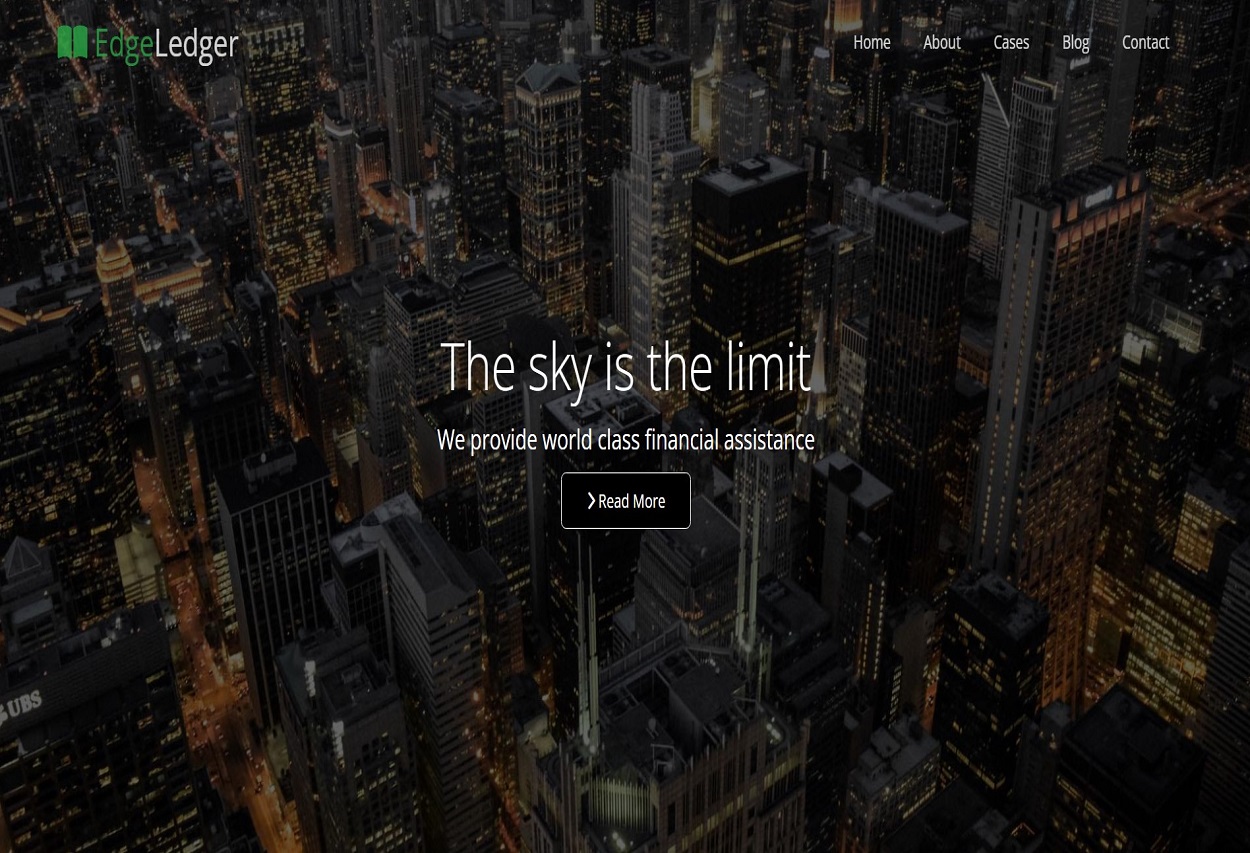 EdgeLedger
Home About Cases Blog Contact
The sky is the limit
We provide world class financial assistance
Read More
UBS